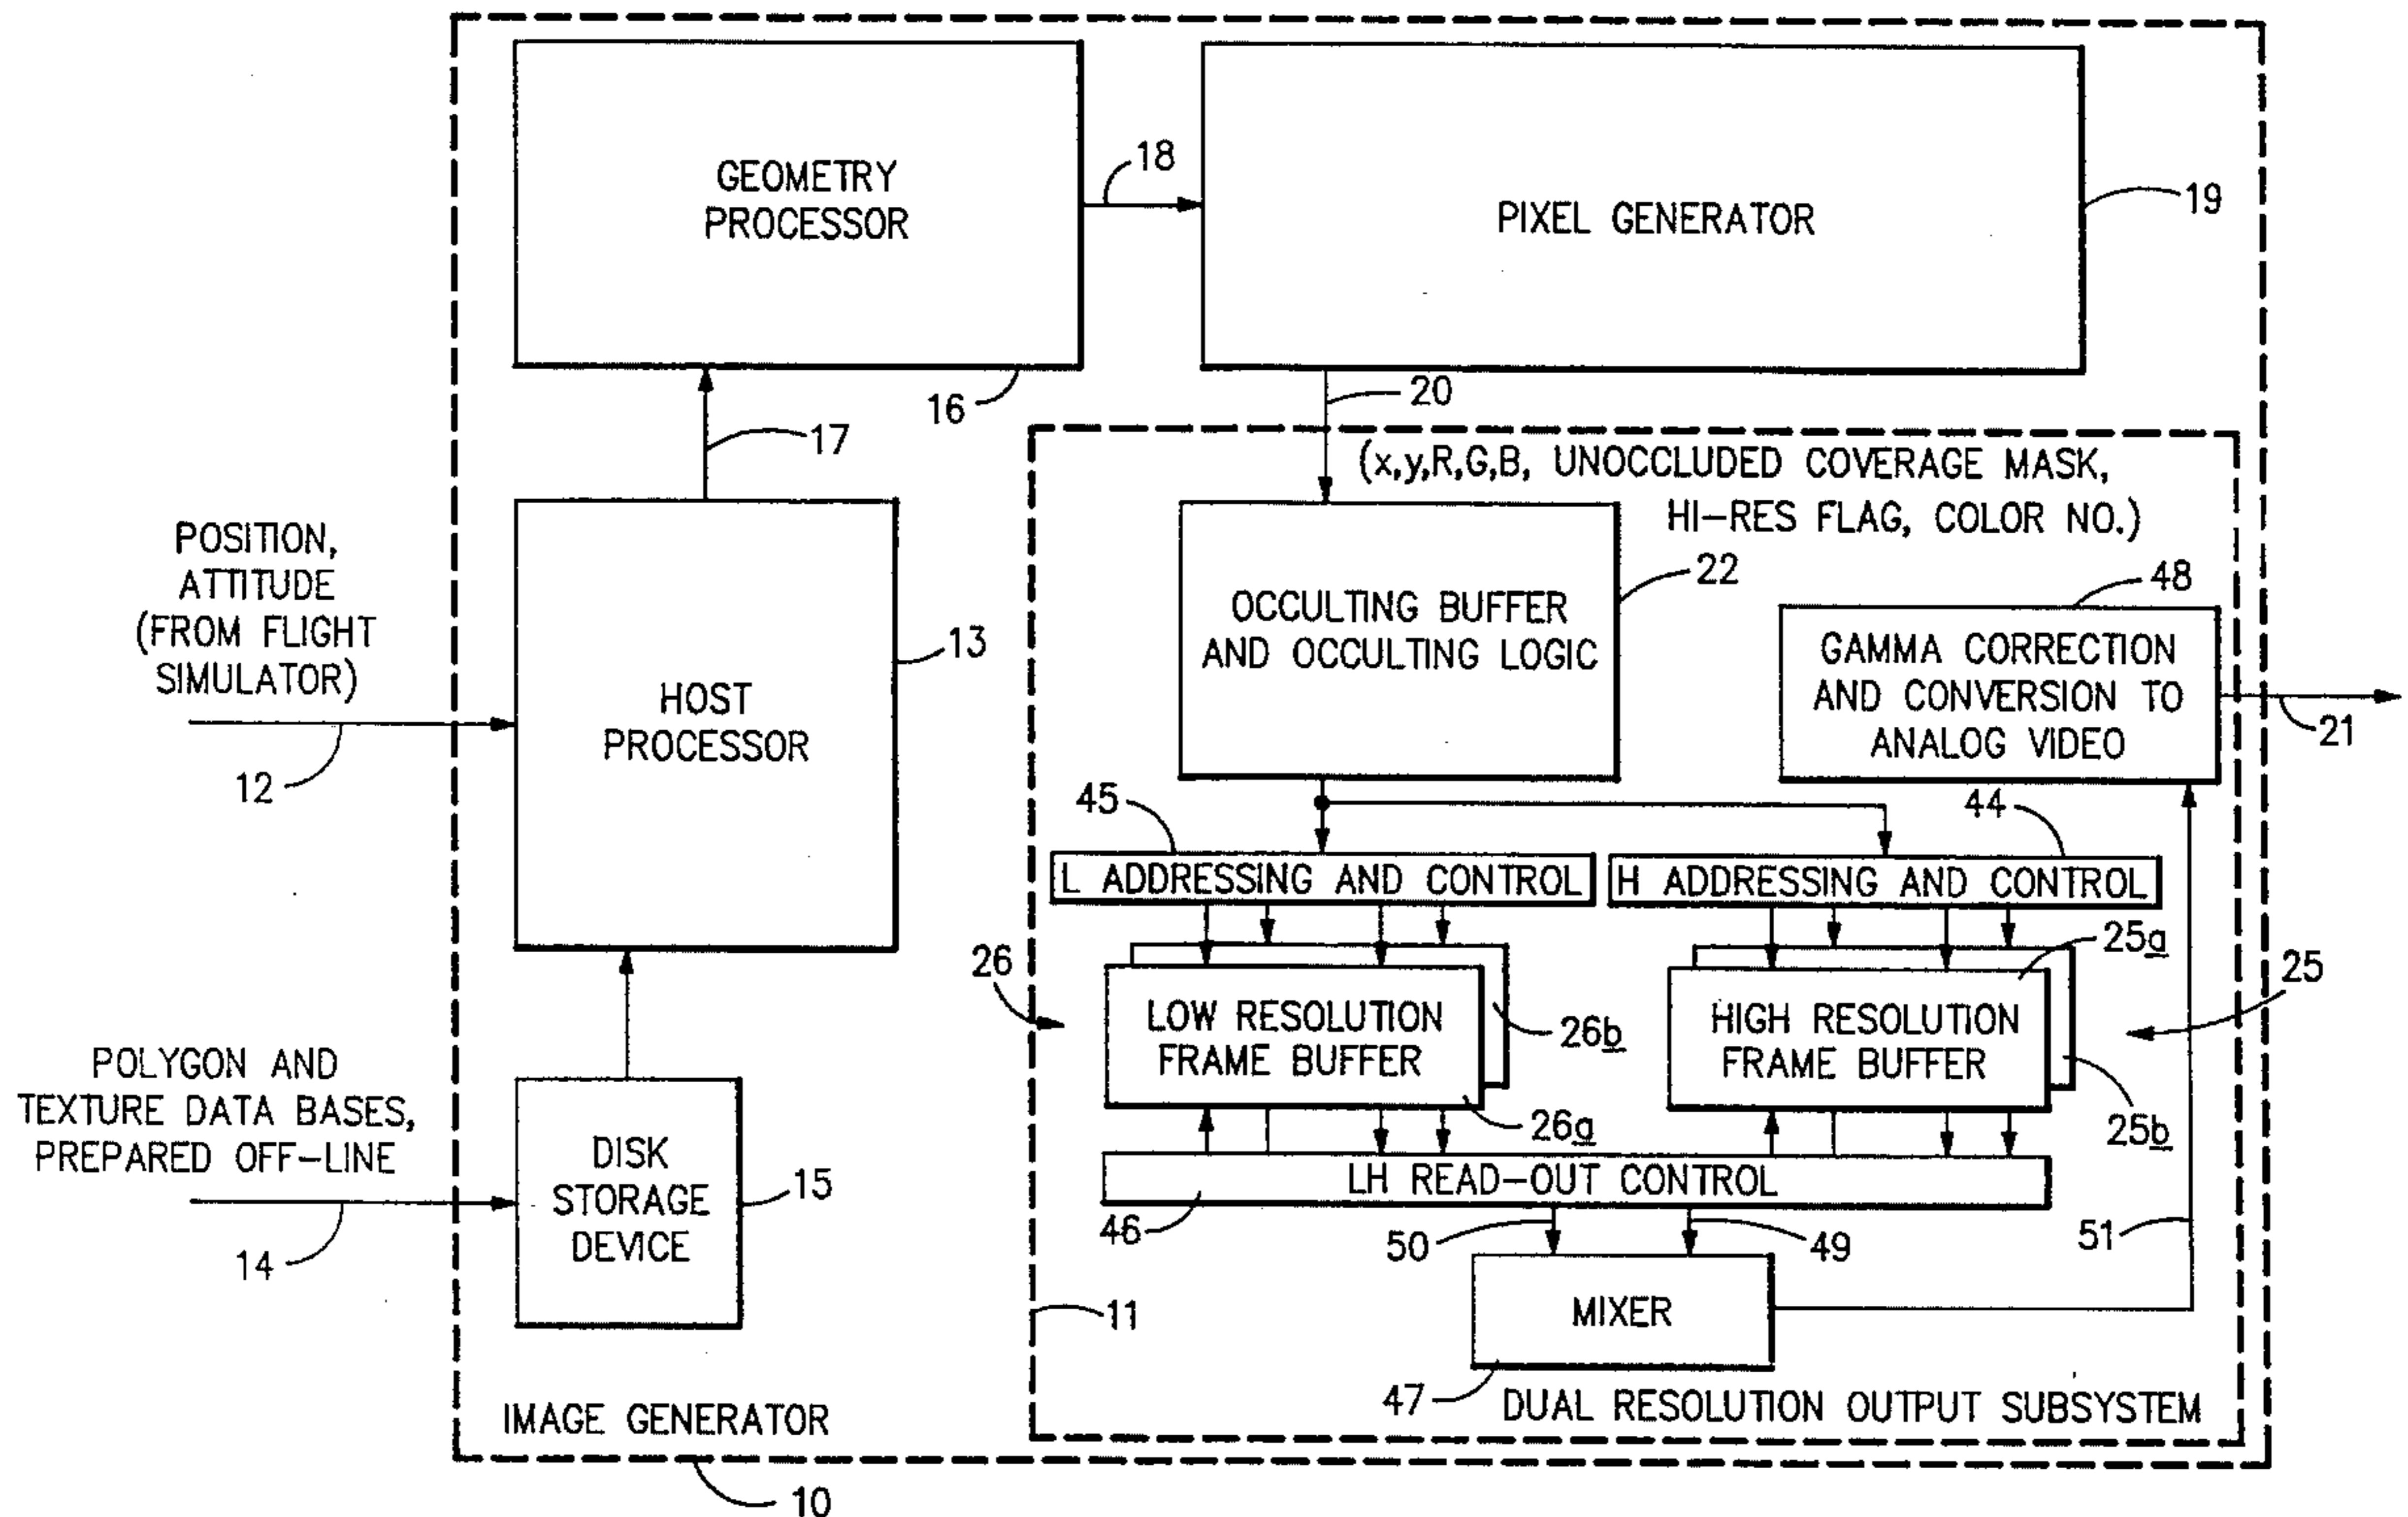 GEOMETRY
PROCESSOR
18
PIXEL GENERATOR
19
16
20
17
(x,y,R,G,B, UNOCCLUDED COVERAGE MASK,
HI-RES FLAG, COLOR NO.)
POSITION,
ATTITUDE
(FROM FLIGHT
SIMULATOR)
12
HOST
PROCESSOR
13
OCCULTING BUFFER
AND OCCULTING LOGIC
22
48
GAMMA CORRECTION
AND CONVERSION TO
ANALOG VIDEO
21
45
44
L ADDRESSING AND CONTROL
H ADDRESSING AND CONTROL
26
LOW RESOLUTION
FRAME BUFFER
26b
26a
25a
HIGH RESOLUTION
FRAME BUFFER
25
25b
POLYGON AND
TEXTURE DATA BASES,
PREPARED OFF-LINE
14
DISK
STORAGE
DEVICE
15
LH READ-OUT CONTROL
46
50
49
51
11
MIXER
47
DUAL RESOLUTION OUTPUT SUBSYSTEM
IMAGE GENERATOR
10